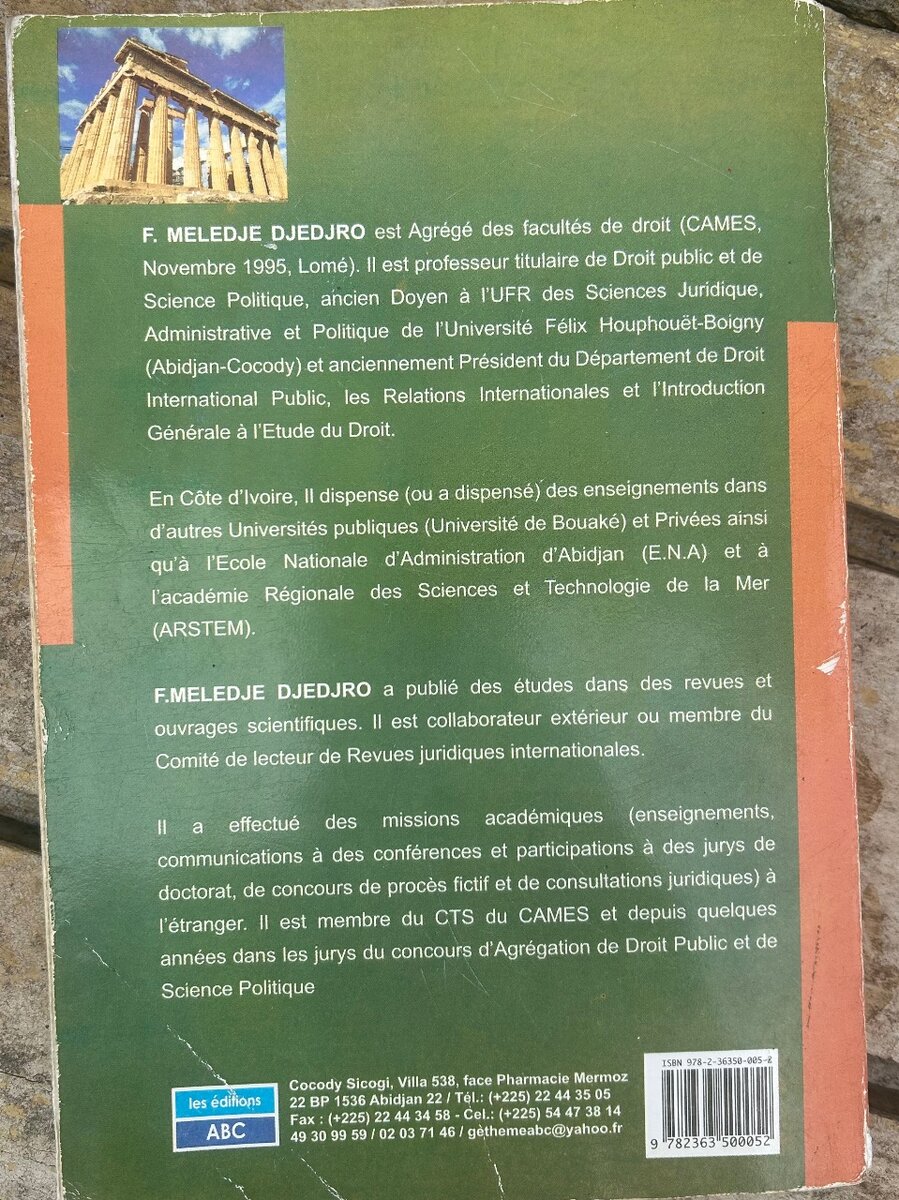 F. MELEDJE DJEDJRO est Agrégé des facultés de droit (CAMES,
Novembre 1995, Lomé). Il est professeur titulaire de Droit public et de
Science Politique, ancien Doyen à l'UFR des Sciences Juridique,
Administrative et Politique de l'Université Félix Houphouët-Boigny
(Abidjan-Cocody) et anciennement Président du Département de Droit
International Public, les Relations Internationales et l'Introduction
Générale à l'Etude du Droit.
En Côte d'Ivoire, Il dispense (ou a dispensé) des enseignements dans
d'autres Universités publiques (Université de Bouaké) et Privées ainsi
qu'à l'Ecole Nationale d'Administration d'Abidjan (E.N.A) et à
l'académie Régionale des Sciences et Technologie de la Mer
(ARSTEM).
F.MELEDJE DJEDJRO a publié des études dans des revues et
ouvrages scientifiques. Il est collaborateur extérieur ou membre du
Comité de lecteur de Revues juridiques internationales.
Il a effectué des missions académiques (enseignements,
communications à des conférences et participations à des jurys de
doctorat, de concours de procès fictif et de consultations juridiques) à
l'étranger. Il est membre du CTS du CAMES et depuis quelques
années dans les jurys du concours d'Agrégation de Droit Public et de
Science Politique
les éditions
ABC
Cocody Sicogi, Villa 538, face Pharmacie Mermoz
22 BP 1536 Abidjan 22 / Tél.: (+225) 22 44 35 05
Fax : (+225) 22 44 34 58 - Cel.: (+225) 54 47 38 14
49 30 99 59 / 02 03 71 46 / gèthemeabc@yahoo.fr
ISBN 978-2-36350-005-2
9 782363 500052